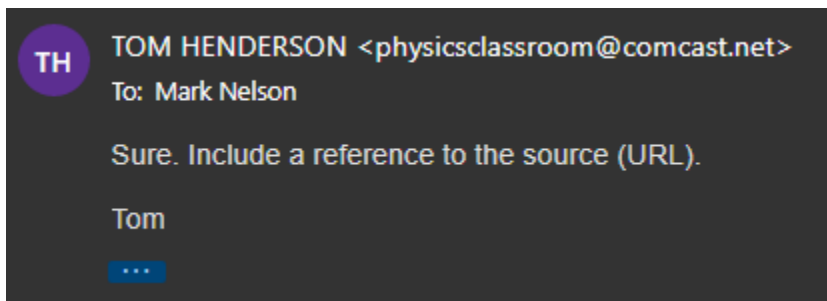 TH
TOM HENDERSON <physicsclassroom@comcast.net>
To: Mark Nelson
Sure. Include a reference to the source (URL).
Tom
...